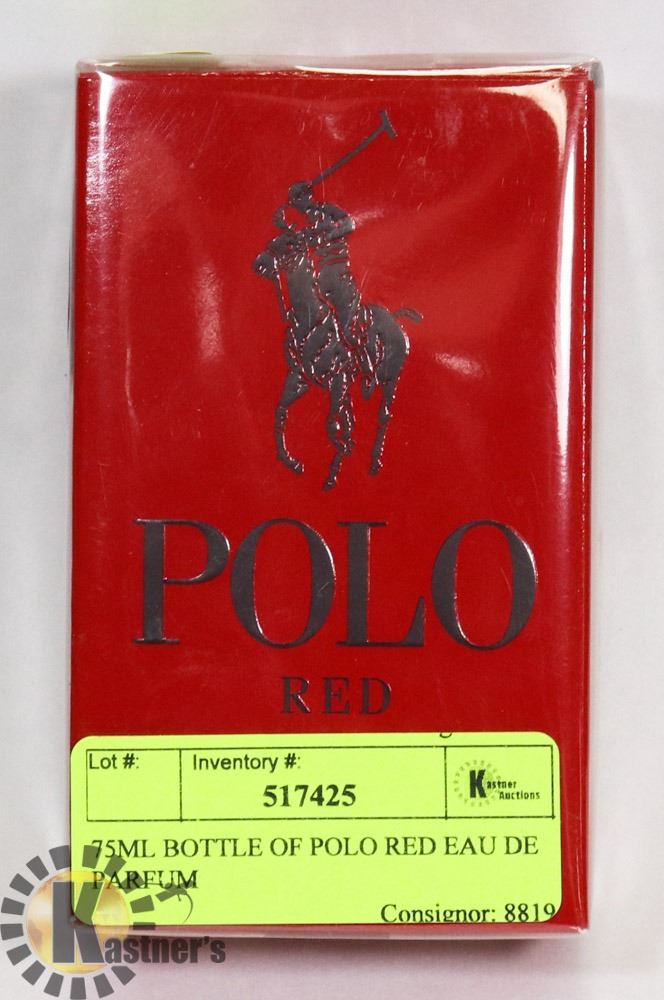 POLO
RED
Lot #:
Inventory #:
517425
Kastner
Auctions
75ML BOTTLE OF POLO RED EAU DE
PARFUM
Consignor: 8819
Kastner's